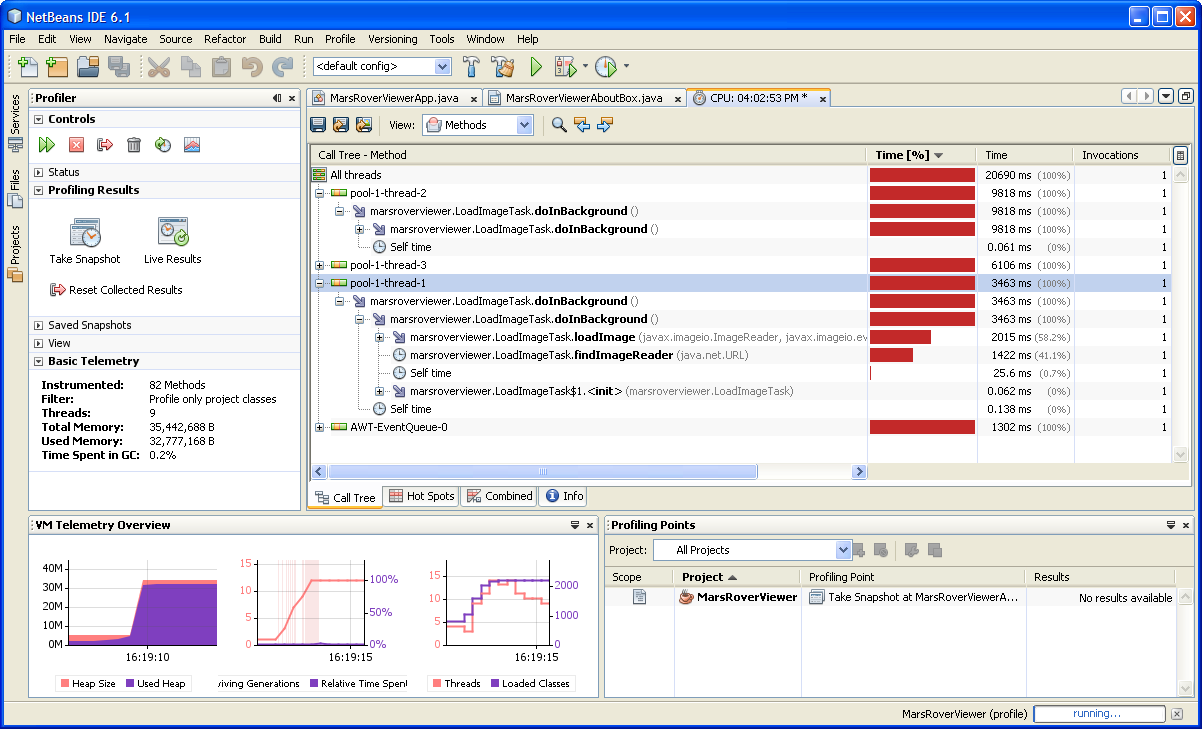 NetBeans IDE 6.1
File Edit View Navigate Source Refactor Build Run Profile Versioning Tools Window Help
<default config>
Services
Files
Projects
Profiler
Controls
Status
Profiling Results
Take Snapshot Live Results
Reset Collected Results
Saved Snapshots
View
Basic Telemetry
Instrumented: 82 Methods
Filter: Profile only project classes
Threads: 9
Total Memory: 35,442,688 B
Used Memory: 32,777,168 B
Time Spent in GC: 0.2%
MarsRoverViewerApp.java MarsRoverViewerAboutBox.java CPU: 04:02:53 PM *
View: Methods
Call Tree - Method Time [%] Time Invocations
All threads 20690 ms (100%) 1
pool-1-thread-2 9818 ms (100%) 1
marsroverviewer.LoadImageTask.doInBackground () 9818 ms (100%) 1
marsroverviewer.LoadImageTask.doInBackground () 9818 ms (100%) 1
Self time 0.061 ms (0%) 1
pool-1-thread-3 6106 ms (100%) 1
pool-1-thread-1 3463 ms (100%) 1
marsroverviewer.LoadImageTask.doInBackground () 3463 ms (100%) 1
marsroverviewer.LoadImageTask.doInBackground () 3463 ms (100%) 1
marsroverviewer.LoadImageTask.loadImage (javax.imageio.ImageReader, javax.imageio.ev 2015 ms (58.2%) 1
marsroverviewer.LoadImageTask.findImageReader (java.net.URL) 1422 ms (41.1%) 1
Self time 25.6 ms (0.7%) 1
marsroverviewer.LoadImageTask$1.<init> (marsroverviewer.LoadImageTask) 0.062 ms (0%) 1
Self time 0.138 ms (0%) 1
AWT-EventQueue-0 1302 ms (100%) 1
Call Tree Hot Spots Combined Info
VM Telemetry Overview
40M
30M
20M
10M
0M
16:19:10
Heap Size Used Heap
15
10
5
0
100%
50%
0%
16:19:15
iving Generations Relative Time Spent
15
10
5
0
2000
1000
0
16:19:15
Threads Loaded Classes
Profiling Points
Project: All Projects
Scope Project Profiling Point Results
MarsRoverViewer Take Snapshot at MarsRoverViewerA... No results available
MarsRoverViewer (profile) running...